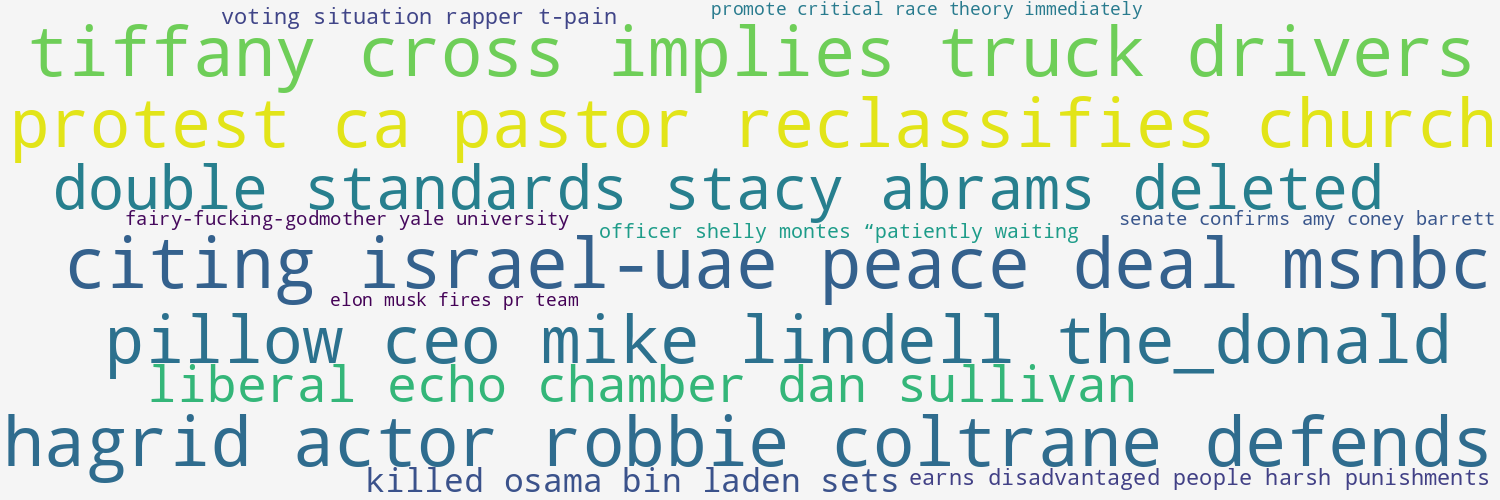 voting situation rapper t-pain
promote critical race theory immediately
tiffany cross implies truck drivers
protest ca pastor reclassifies church
double standards stacy abrams deleted
fairy-fucking-godmother yale university
officer shelly montes “patiently waiting
senate confirms amy coney barrett
citing israel-uae peace deal msnbc
elon musk fires pr team
pillow ceo mike lindell the_donald
liberal echo chamber dan sullivan
hagrid actor robbie coltrane defends
killed osama bin laden sets
earns disadvantaged people harsh punishments